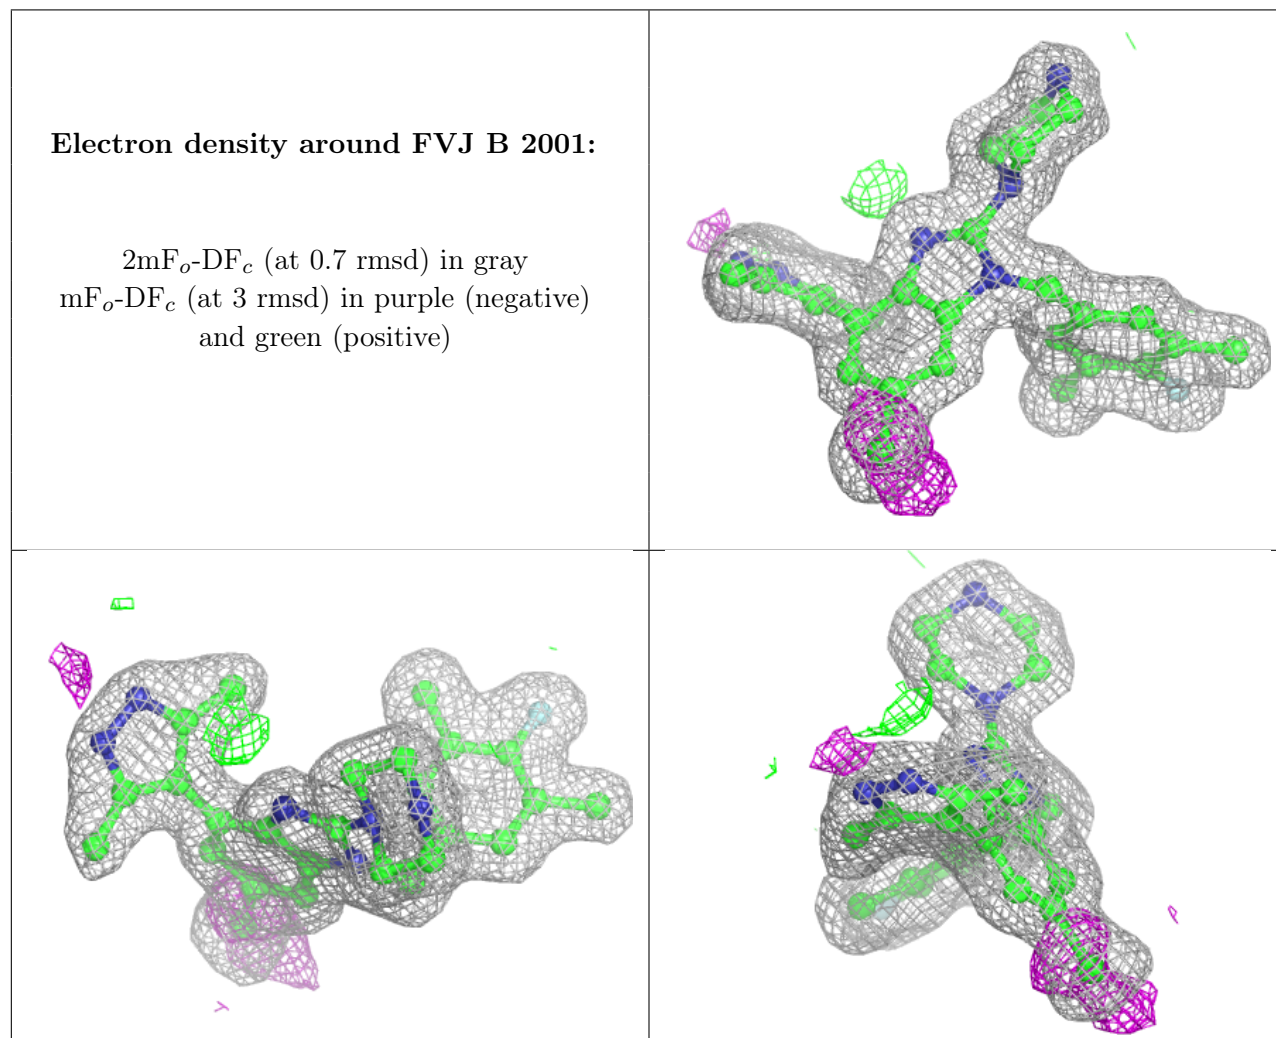 Electron density around FVJ B 2001:
2mFₒ-DF𝑐 (at 0.7 rmsd) in gray
mFₒ-DF𝑐 (at 3 rmsd) in purple (negative)
and green (positive)